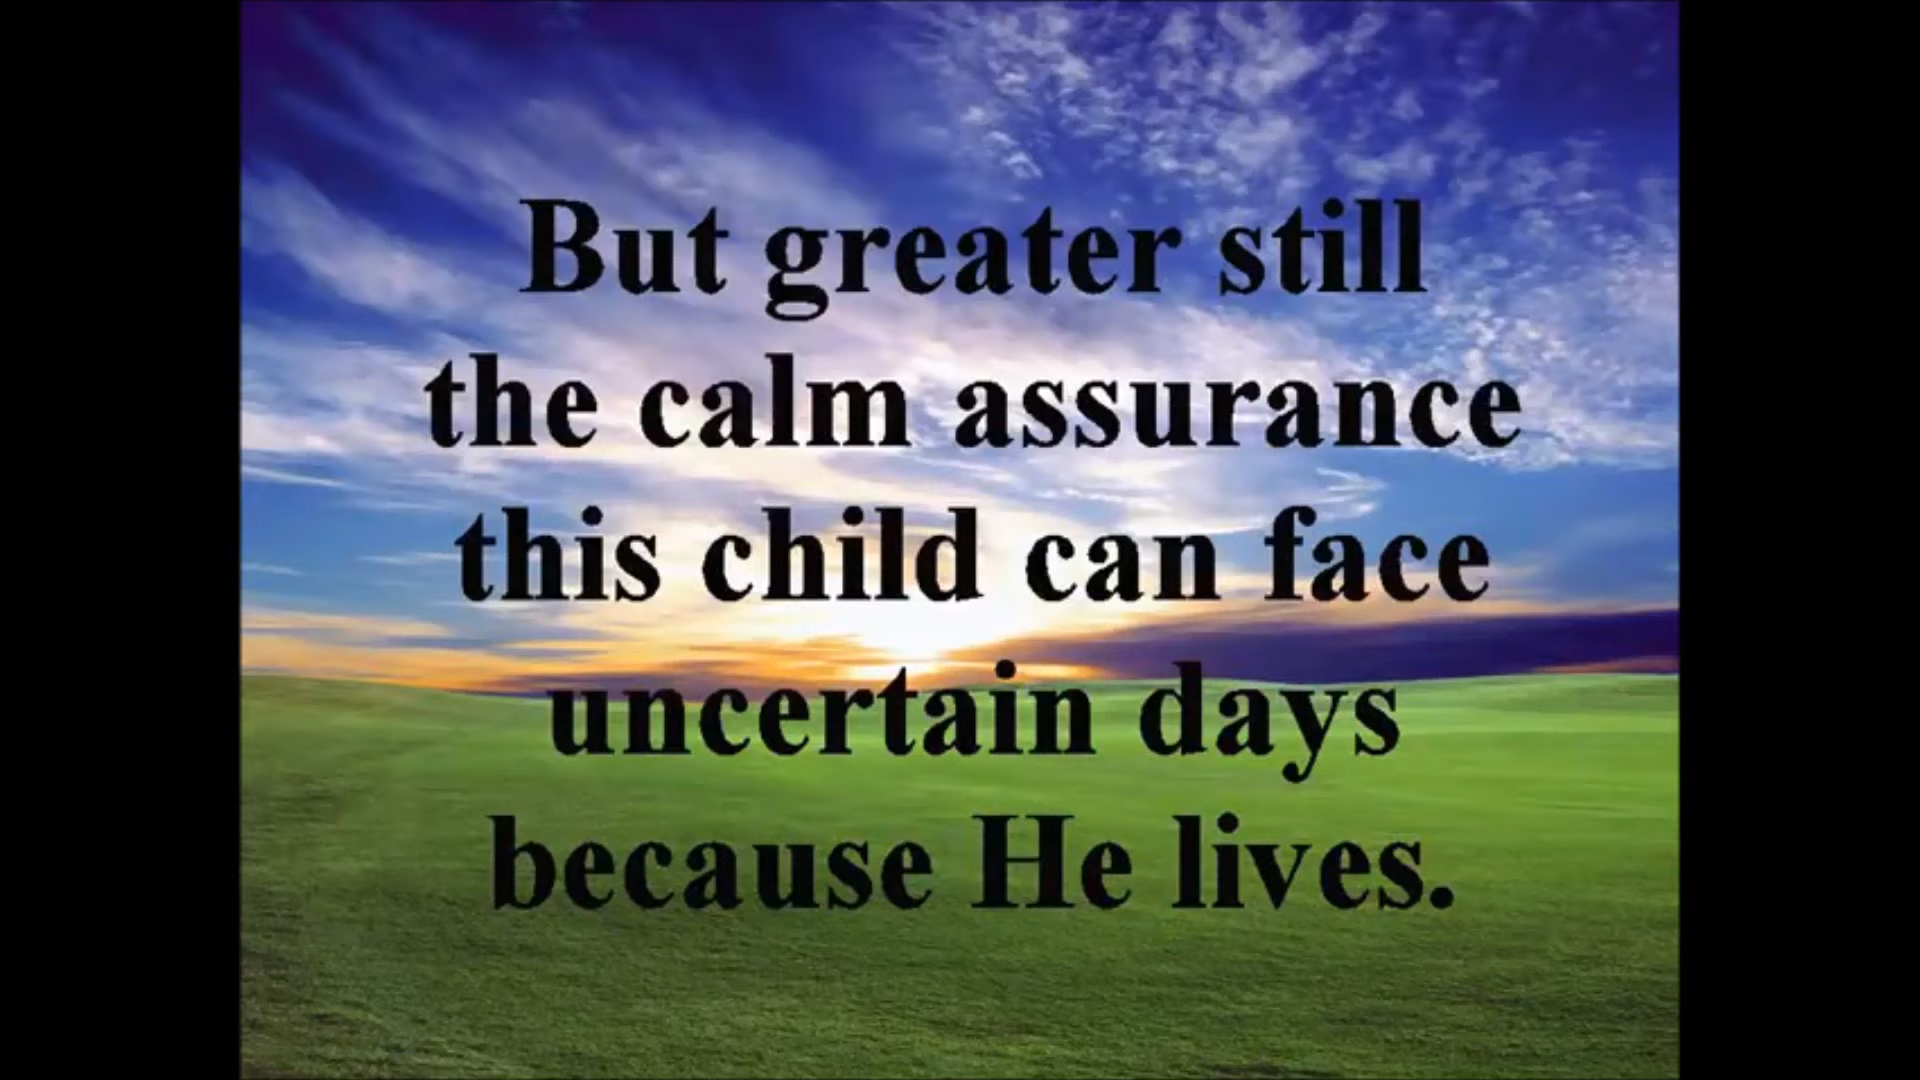 But greater still
the calm assurance
this child can face
uncertain days
because He lives.